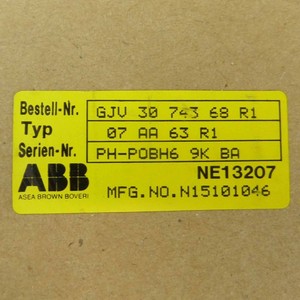 Bestell-Nr. GJV 30 743 68 R1
Typ 07 AA 63 R1
Serien-Nr. PH-POBH6 9K BA
ABB NE13207
ASEA BROWN BOVERI MFG.NO.N15101046